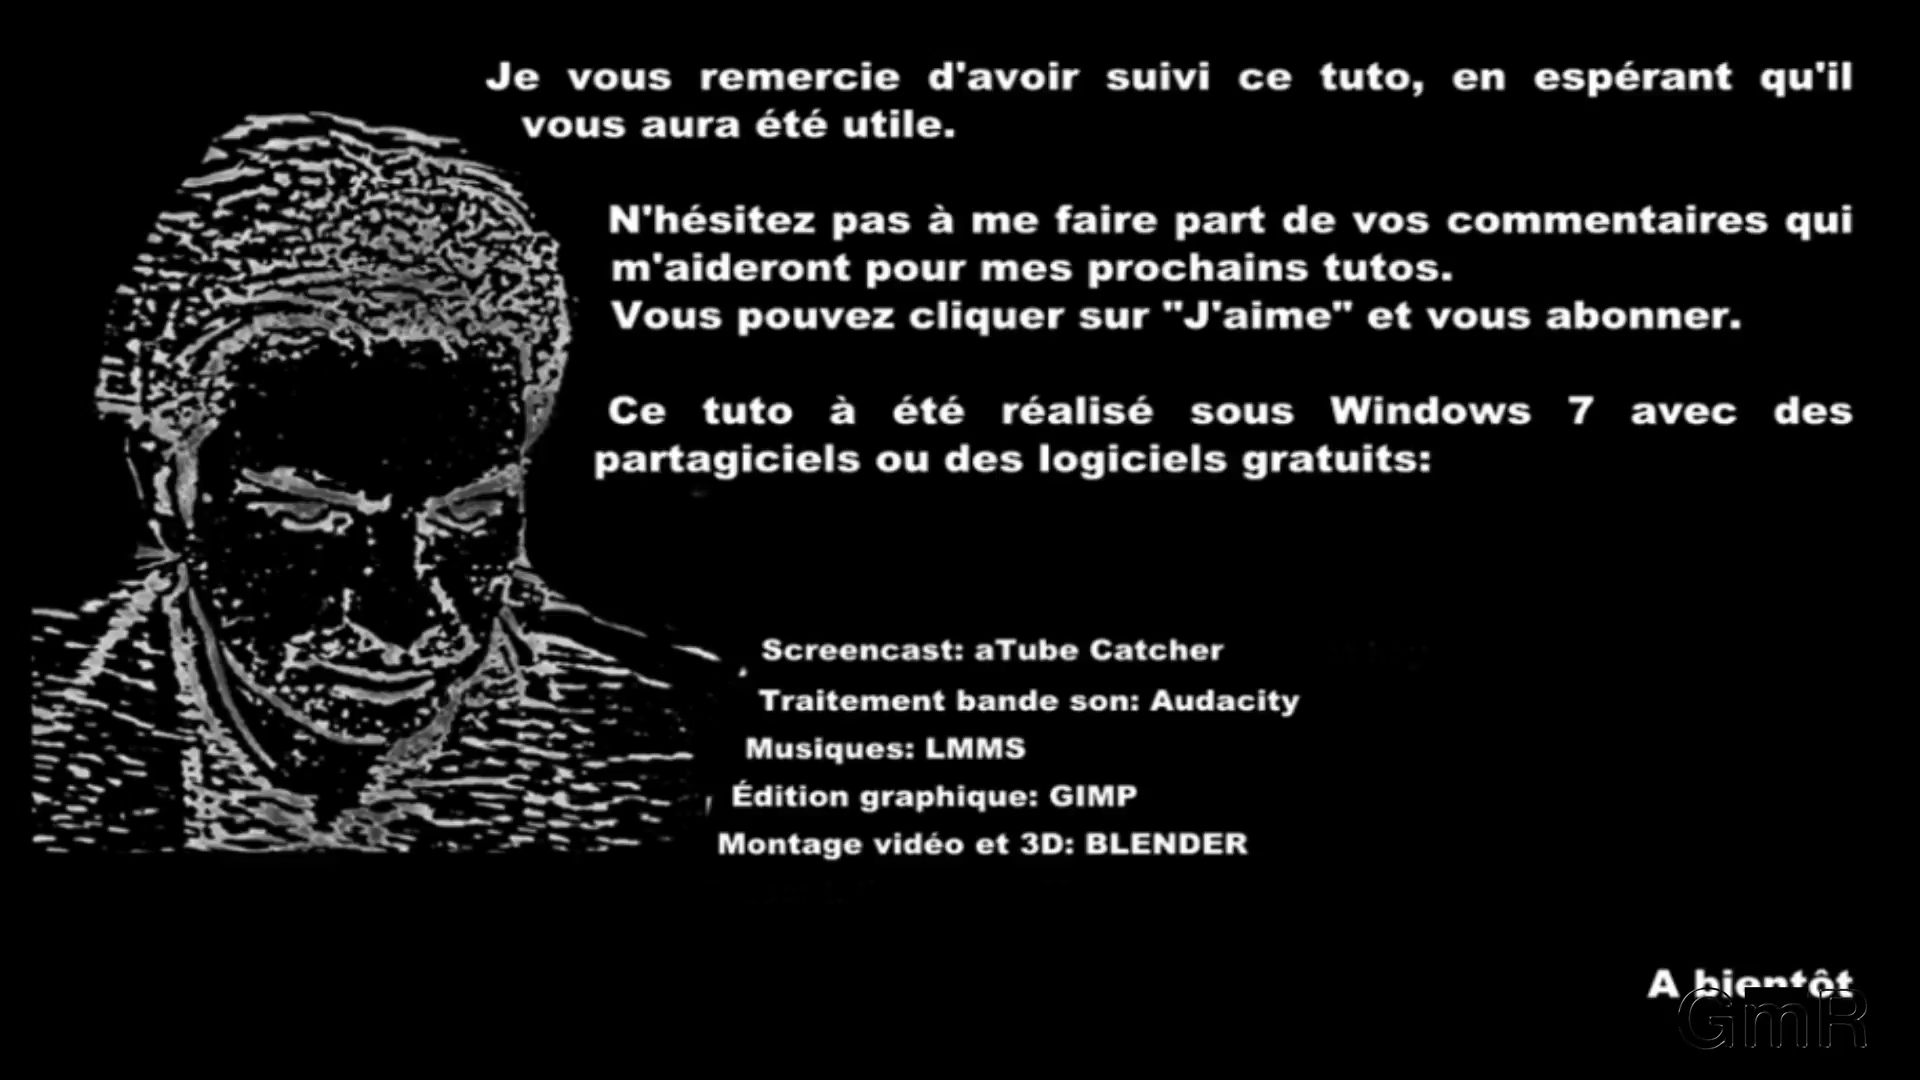 Je vous remercie d'avoir suivi ce tuto, en espérant qu'il
vous aura été utile.
N'hésitez pas à me faire part de vos commentaires qui
m'aideront pour mes prochains tutos.
Vous pouvez cliquer sur "J'aime" et vous abonner.
Ce tuto à été réalisé sous Windows 7 avec des
partagiciels ou des logiciels gratuits:
Screencast: aTube Catcher
Traitement bande son: Audacity
Musiques: LMMS
Édition graphique: GIMP
Montage vidéo et 3D: BLENDER
A bientôt
GmR